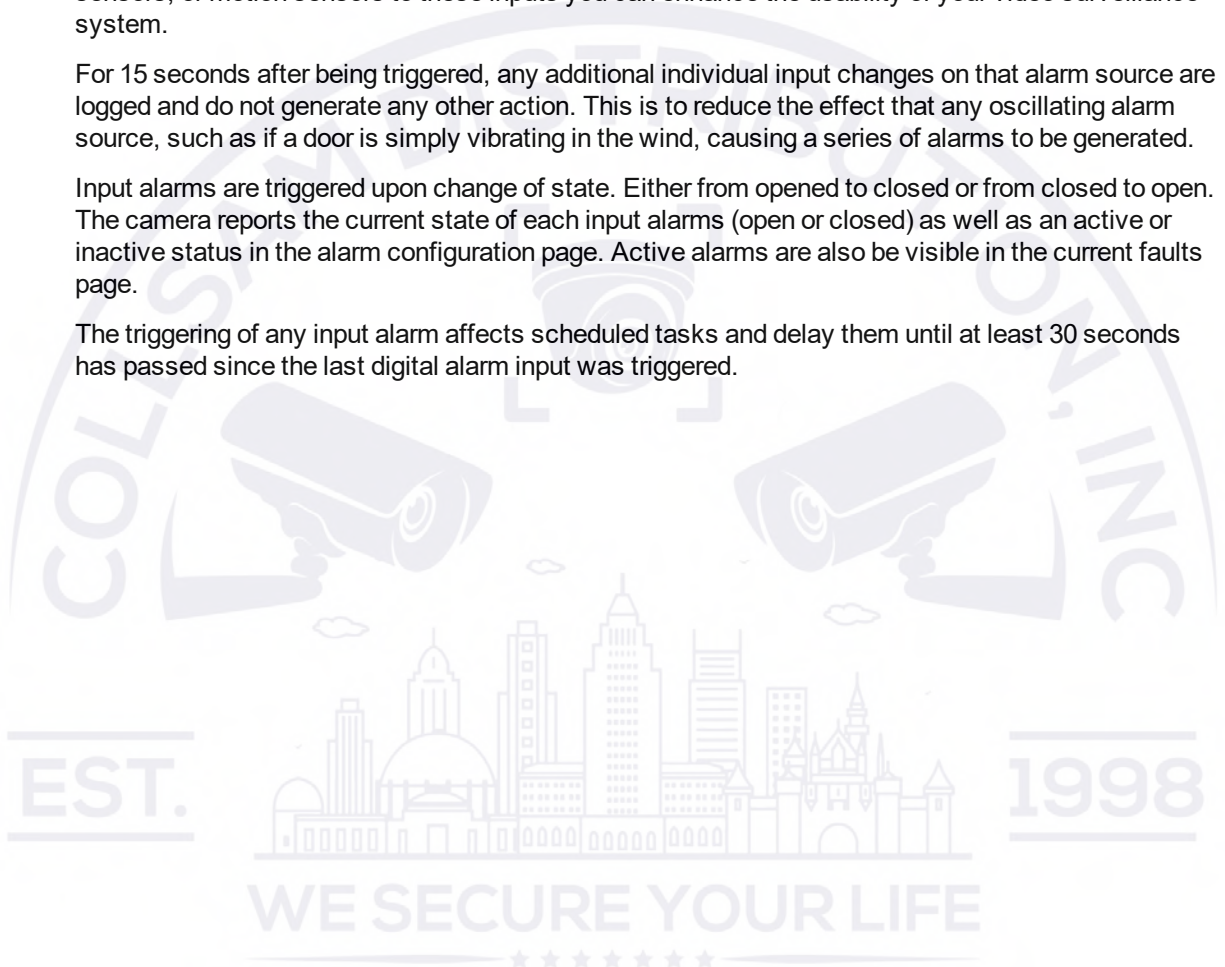 system.
For 15 seconds after being triggered, any additional individual input changes on that alarm source are
logged and do not generate any other action. This is to reduce the effect that any oscillating alarm
source, such as if a door is simply vibrating in the wind, causing a series of alarms to be generated.
Input alarms are triggered upon change of state. Either from opened to closed or from closed to open.
The camera reports the current state of each input alarms (open or closed) as well as an active or
inactive status in the alarm configuration page. Active alarms are also be visible in the current faults
page.
The triggering of any input alarm affects scheduled tasks and delay them until at least 30 seconds
has passed since the last digital alarm input was triggered.
COLLESAM DISTRIBUTION, INC
EST.
1998
WE SECURE YOUR LIFE